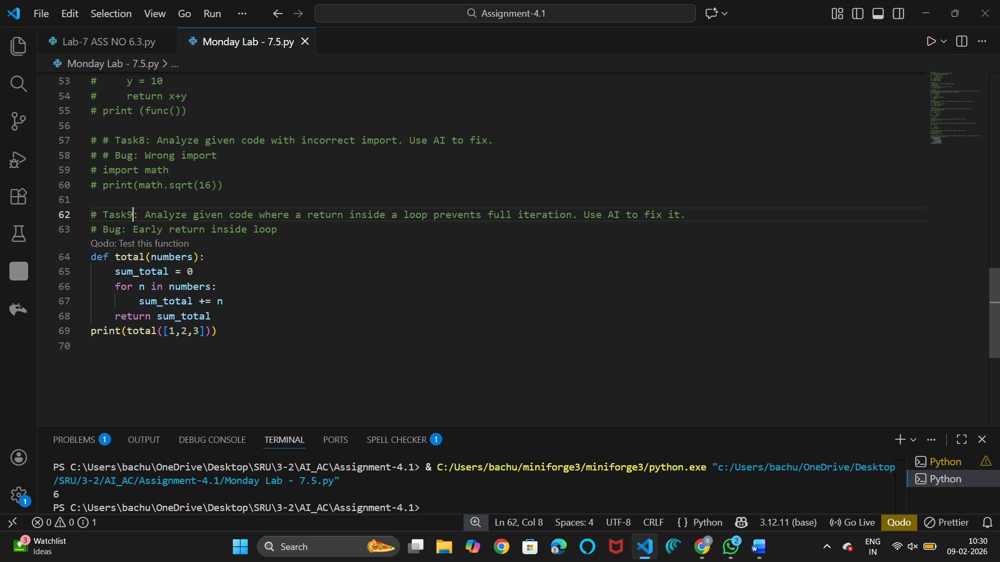 File Edit Selection View Go Run ··· Assignment-4.1
Lab-7 ASS NO 6.3.py Monday Lab - 7.5.py
Monday Lab - 7.5.py > ...
53 #     y = 10
54 #     return x+y
55 # print (func())
56
57 # # Task8: Analyze given code with incorrect import. Use AI to fix.
58 # # Bug: Wrong import
59 # import math
60 # print(math.sqrt(16))
61
62 # Task9: Analyze given code where a return inside a loop prevents full iteration. Use AI to fix it.
63 # Bug: Early return inside loop
Qodo: Test this function
64 def total(numbers):
65     sum_total = 0
66     for n in numbers:
67         sum_total += n
68     return sum_total
69 print(total([1,2,3]))
70
PROBLEMS 1 OUTPUT DEBUG CONSOLE TERMINAL PORTS SPELL CHECKER 1
PS C:\Users\bachu\OneDrive\Desktop\SRU\3-2\AI_AC\Assignment-4.1> & C:/Users/bachu/miniforge3/miniforge3/python.exe "c:/Users/bachu/OneDrive/Desktop
/SRU/3-2/AI_AC/Assignment-4.1/Monday Lab - 7.5.py"
6
PS C:\Users\bachu\OneDrive\Desktop\SRU\3-2\AI_AC\Assignment-4.1>
Python
Python
1
0 0 1 Ln 62, Col 8 Spaces: 4 UTF-8 CRLF { } Python 3.12.11 (base) Go Live Qodo Prettier
3 Watchlist
Ideas
Search
B
2
W
ENG
IN
10:30
09-02-2026